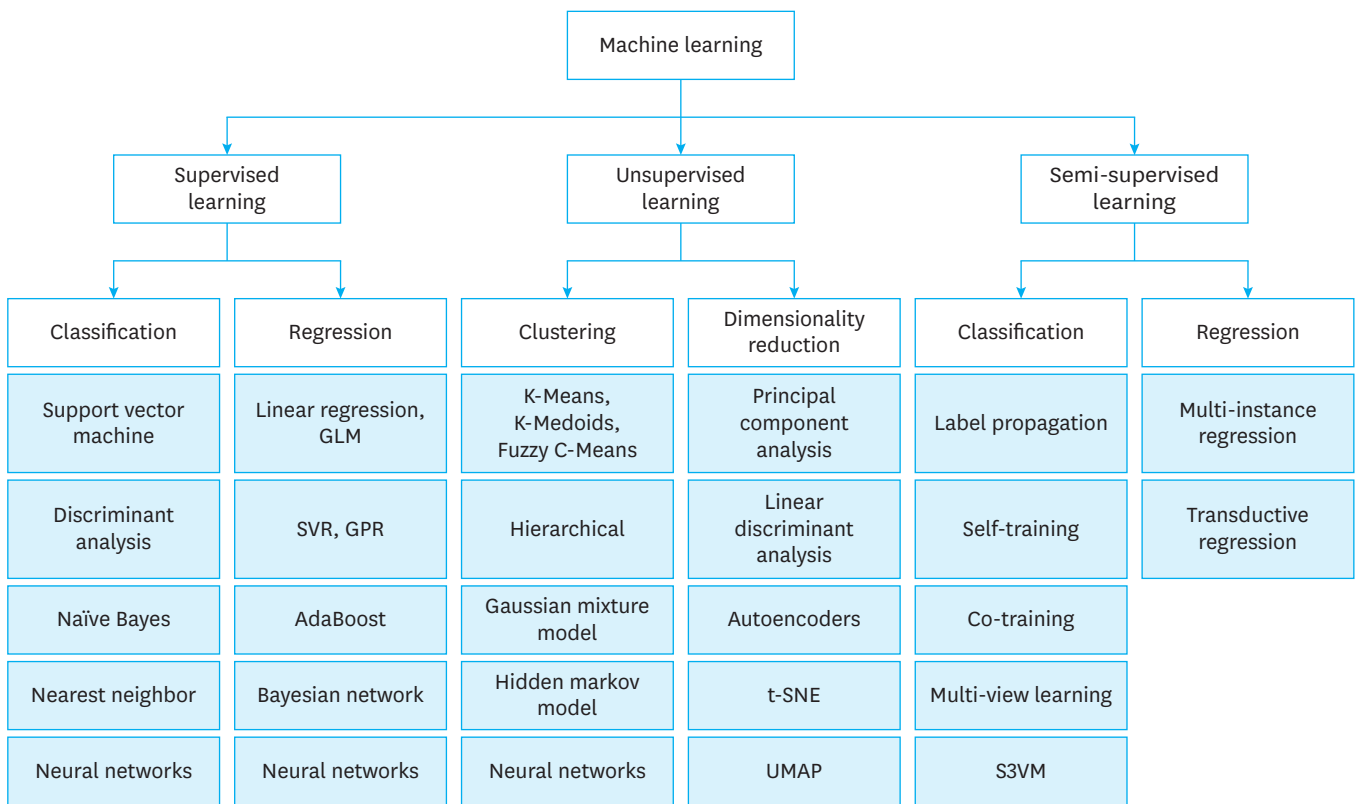 Machine learning
Supervised
learning
Unsupervised
learning
Semi-supervised
learning
Classification
Regression
Clustering
Dimensionality
reduction
Classification
Regression
Support vector
machine
Linear regression,
GLM
K-Means,
K-Medoids,
Fuzzy C-Means
Principal
component
analysis
Label propagation
Multi-instance
regression
Discriminant
analysis
SVR, GPR
Hierarchical
Linear
discriminant
analysis
Self-training
Transductive
regression
Naïve Bayes
AdaBoost
Gaussian mixture
model
Autoencoders
Co-training
Nearest neighbor
Bayesian network
Hidden markov
model
t-SNE
Multi-view learning
Neural networks
Neural networks
Neural networks
UMAP
S3VM